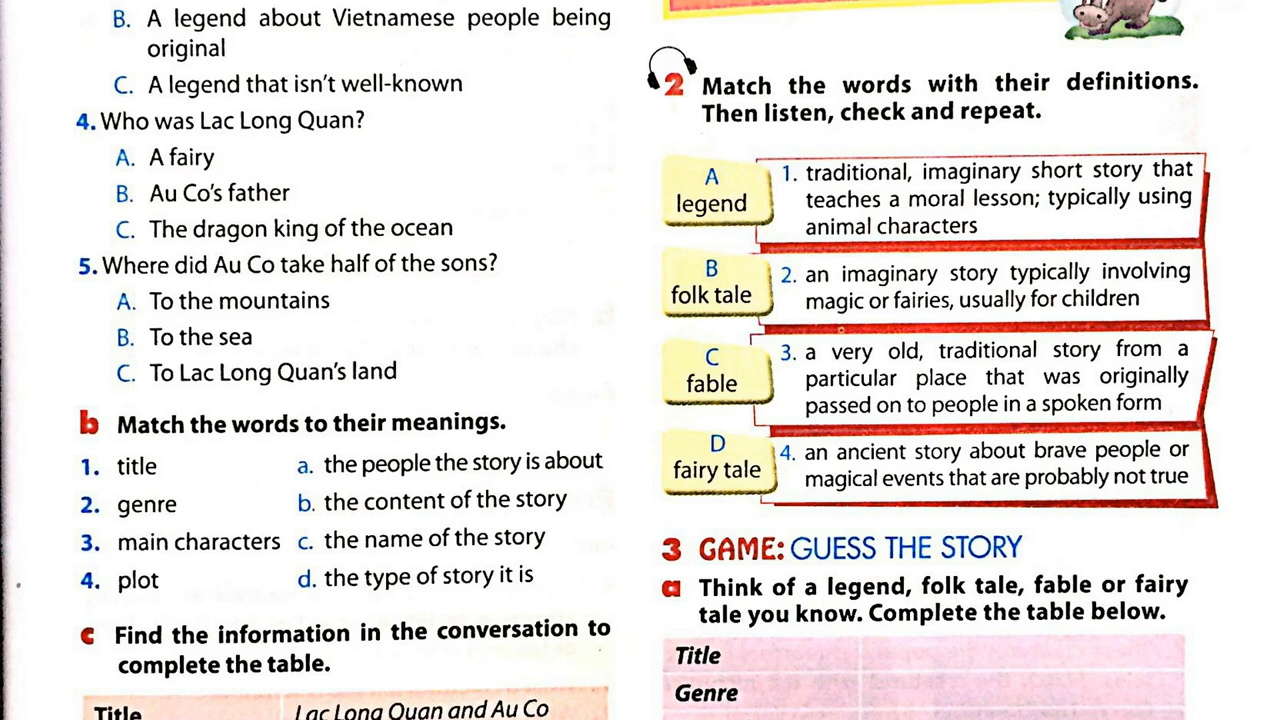 B. A legend about Vietnamese people being
original
C. A legend that isn't well-known
4. Who was Lac Long Quan?
A. A fairy
B. Au Co's father
C. The dragon king of the ocean
5. Where did Au Co take half of the sons?
A. To the mountains
B. To the sea
C. To Lac Long Quan's land
b Match the words to their meanings.
1. title a. the people the story is about
2. genre b. the content of the story
3. main characters c. the name of the story
4. plot d. the type of story it is
c Find the information in the conversation to
complete the table.
Title Lac Long Quan and Au Co
2 Match the words with their definitions.
Then listen, check and repeat.
A
legend
1. traditional, imaginary short story that
teaches a moral lesson; typically using
animal characters
B
folk tale
2. an imaginary story typically involving
magic or fairies, usually for children
C
fable
3. a very old, traditional story from a
particular place that was originally
passed on to people in a spoken form
D
fairy tale
4. an ancient story about brave people or
magical events that are probably not true
3 GAME: GUESS THE STORY
a Think of a legend, folk tale, fable or fairy
tale you know. Complete the table below.
Title
Genre